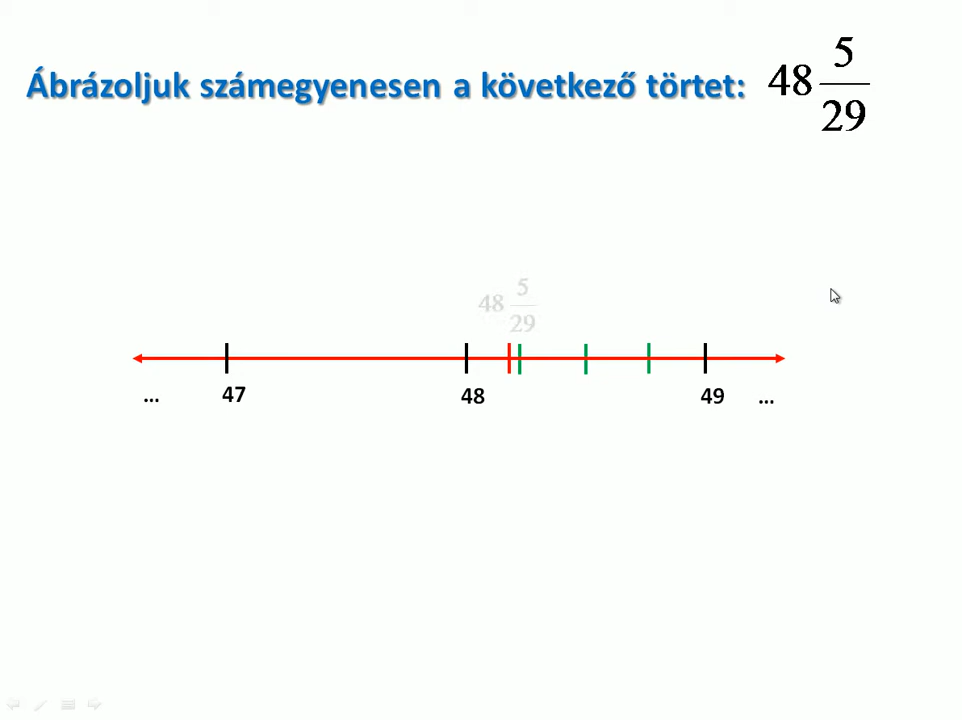 Ábrázoljuk számegyenesen a következő törtet: 48 5/29
48 5/29
... 47 48 49 ...